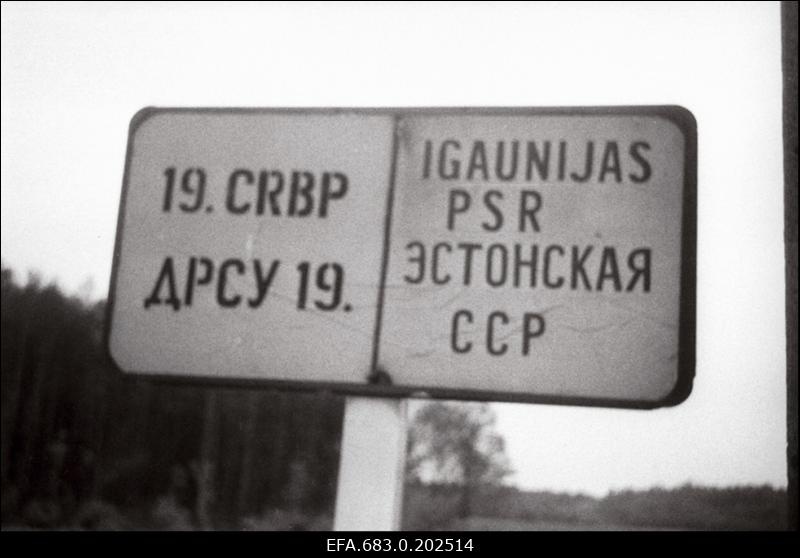 19. CRBP
ДРСУ 19.
IGAUNIJAS
PSR
ЭСТОНСКАЯ
ССР
EFA.683.0.202514